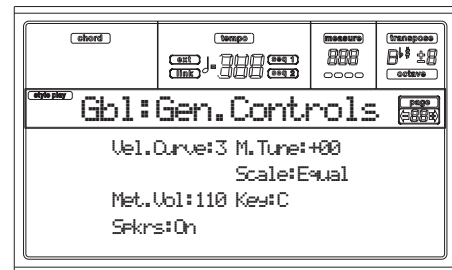 chord tempo measure transpose
ext seq 1
link seq 2
octave
style play
Gbl:Gen.Controls page
Vel.Curve:3 M.Tune:+00
Scale:Equal
Met.Vol:110 Key:C
Spkrs:On